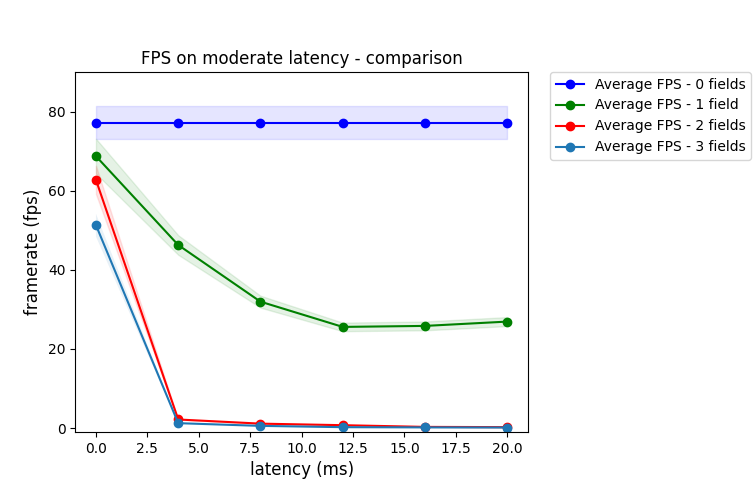 FPS on moderate latency - comparison
Average FPS - 0 fields
Average FPS - 1 field
Average FPS - 2 fields
Average FPS - 3 fields
80
60
40
20
0
framerate (fps)
0.0 2.5 5.0 7.5 10.0 12.5 15.0 17.5 20.0
latency (ms)